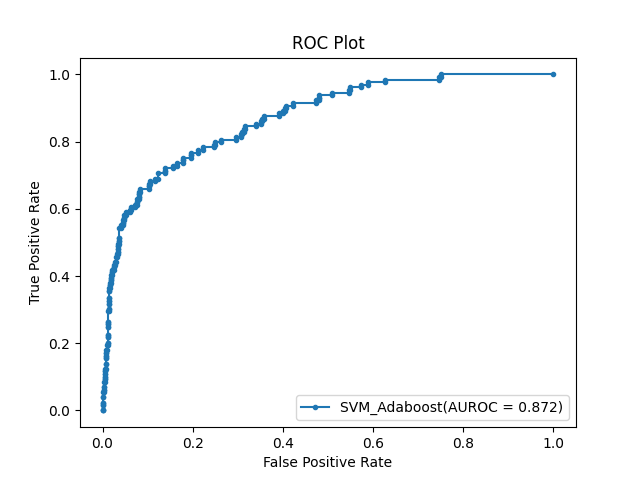 ROC Plot
True Positive Rate
1.0
0.8
0.6
0.4
0.2
0.0
SVM_Adaboost(AUROC = 0.872)
0.0 0.2 0.4 0.6 0.8 1.0
False Positive Rate